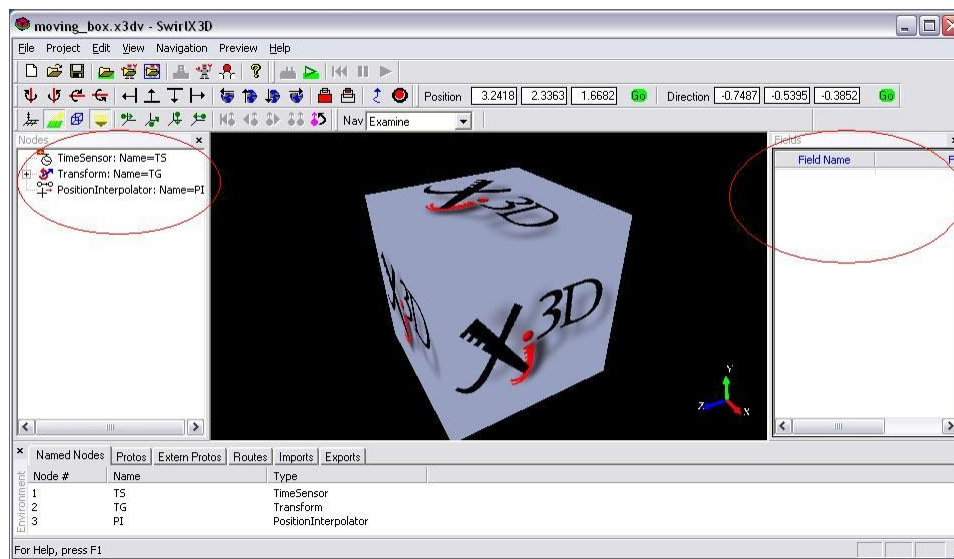 moving_box.x3dv - SwirlX3D
File Project Edit View Navigation Preview Help
Position 3.2418 2.3363 1.6682 Go Direction -0.7487 -0.5395 -0.3852 Go
Nav Examine
Nodes
TimeSensor: Name=TS
Transform: Name=TG
PositionInterpolator: Name=PI
Xj3D
Xj3D
Xj3D
Y
Z
X
Fields
Field Name F
Named Nodes Protos Extern Protos Routes Imports Exports
Environment
Node # Name Type
1 TS TimeSensor
2 TG Transform
3 PI PositionInterpolator
For Help, press F1